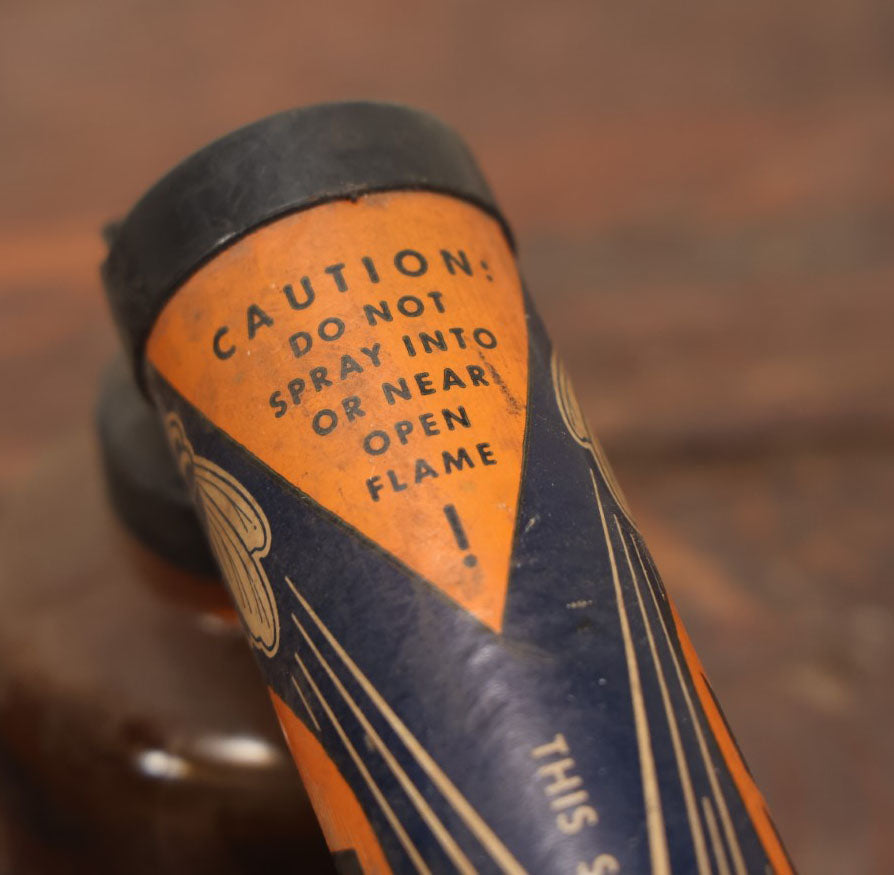 CAUTION:
DO NOT
SPRAY INTO
OR NEAR
OPEN
FLAME
!
THIS S